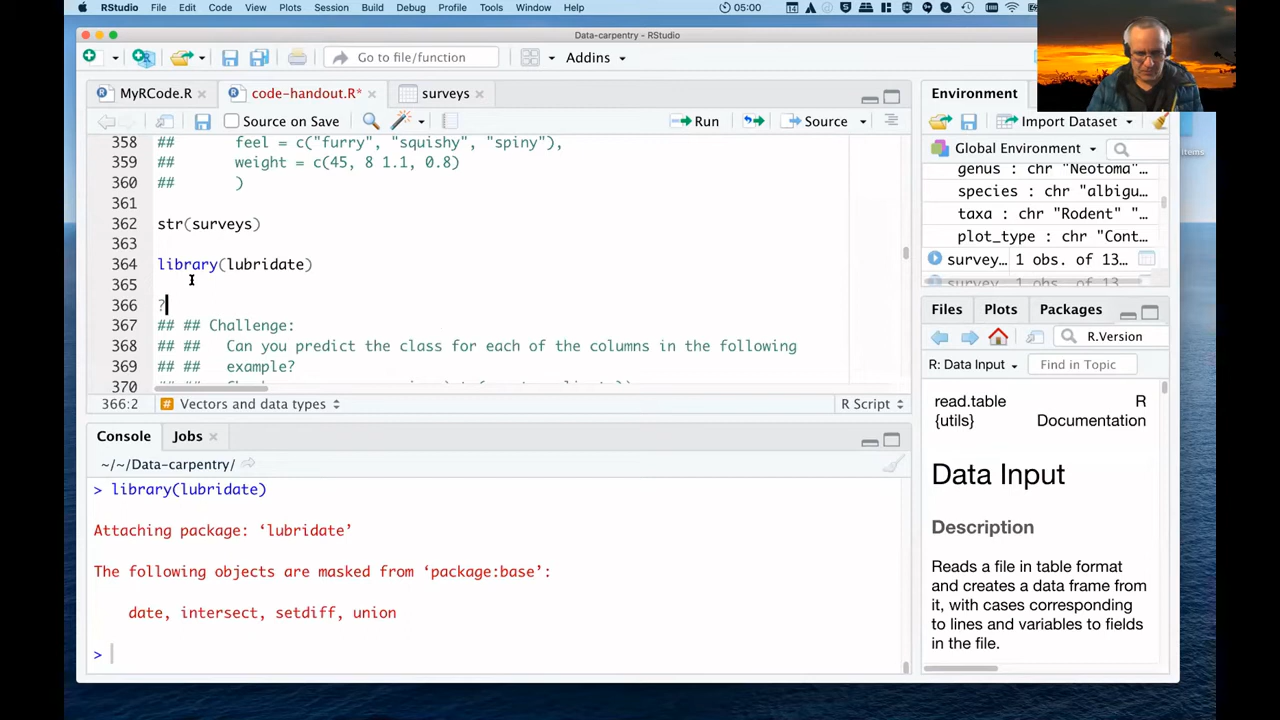 RStudio File Edit Code View Plots Session Build Debug Profile Tools Window Help 05:00
Data-carpentry - RStudio
Go to file/function Addins
MyRCode.R code-handout.R* surveys
Source on Save Run Source
358 ## feel = c("furry", "squishy", "spiny"),
359 ## weight = c(45, 8 1.1, 0.8)
360 ## )
361
362 str(surveys)
363
364 library(lubridate)
365
366 ?
367 ## ## Challenge:
368 ## ## Can you predict the class for each of the columns in the following
369 ## ## example?
370
366:2 Vectors and data types R Script
Console Jobs
~/~/Data-carpentry/
> library(lubridate)
Attaching package: ‘lubridate’
The following objects are masked from ‘package:base’:
date, intersect, setdiff, union
>
Environment
Import Dataset
Global Environment
genus : chr "Neotoma"…
species : chr "albigu…
taxa : chr "Rodent" "…
plot_type : chr "Cont…
survey… 1 obs. of 13…
survey… 1 obs. of 13
Files Plots Packages
R.Version
R: Data Input Find in Topic
read.table R
{utils} Documentation
Data Input
Description
Reads a file in table format
and creates a data frame from
it, with cases corresponding
to lines and variables to fields
in the file.
items